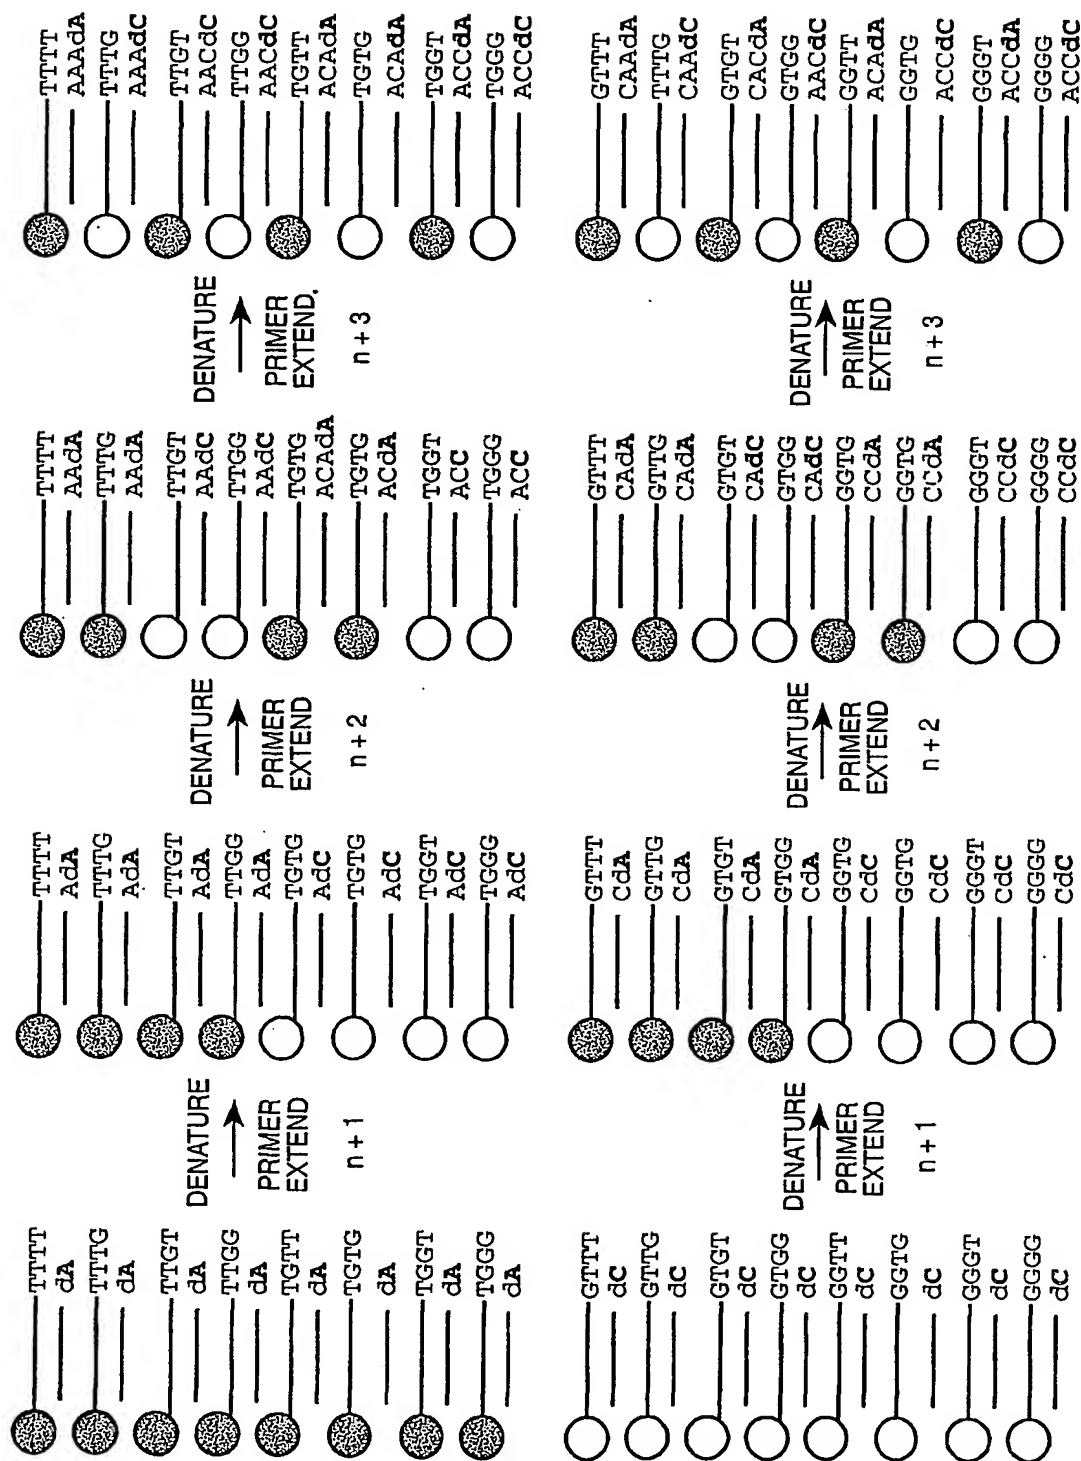 TTTT
dA
TTTG
dA
TTGT
dA
TTGG
dA
TGTT
dA
TGTG
dA
TGGT
dA
TGGG
dA
DENATURE
PRIMER
EXTEND
n + 1
TTTT
AdA
TTTG
AdA
TTGT
AdA
TTGG
AdA
TGTG
AdC
TGTG
AdC
TGGT
AdC
TGGG
AdC
DENATURE
PRIMER
EXTEND
n + 2
TTTT
AAdA
TTTG
AAdA
TTGT
AAdC
TTGG
AAdC
TGTG
ACAdA
TGTG
ACdA
TGGT
ACC
TGGG
ACC
DENATURE
PRIMER
EXTEND.
n + 3
TTTT
AAAdA
TTTG
AAAdC
TTGT
AACdC
TTGG
AACdC
TGTT
ACAdA
TGTG
ACAdA
TGGT
ACCdA
TGGG
ACCdC
GTTT
dC
GTTG
dC
GTGT
dC
GTGG
dC
GGTT
dC
GGTG
dC
GGGT
dC
GGGG
dC
DENATURE
PRIMER
EXTEND
n + 1
GTTT
CdA
GTTG
CdA
GTGT
CdA
GTGG
CdA
GGTG
CdC
GGTG
CdC
GGGT
CdC
GGGG
CdC
DENATURE
PRIMER
EXTEND
n + 2
GTTT
CAdA
GTTG
CAdA
GTGT
CAdC
GTGG
CAdC
GGTG
CCdA
GGTG
CCdA
GGGT
CCdC
GGGG
CCdC
DENATURE
PRIMER
EXTEND
n + 3
GTTT
CAAdA
TTTG
CAAdC
GTGT
CACdA
GTGG
AACdC
GGTT
ACAdA
GGTG
ACCdC
GGGT
ACCdA
GGGG
ACCdC